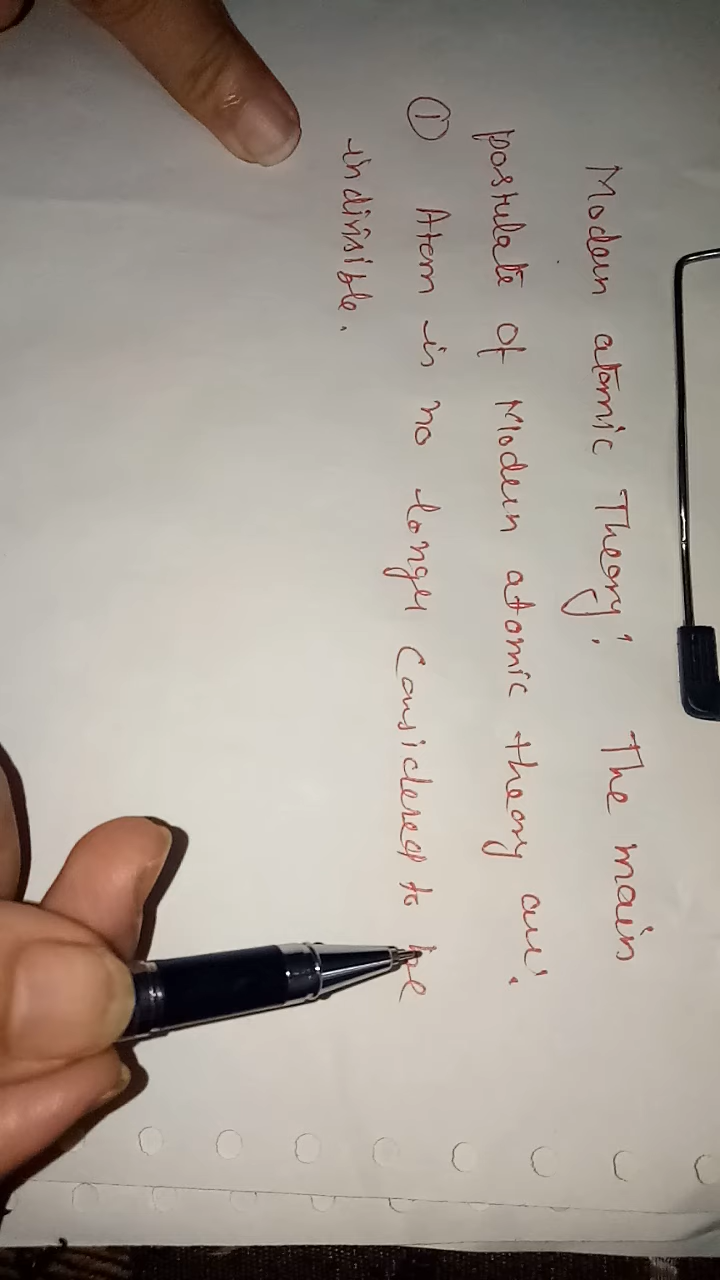 Modern atomic Theory: The main
postulate of Modern atomic theory are:
① Atom is no longer Considered to be
indivisible.